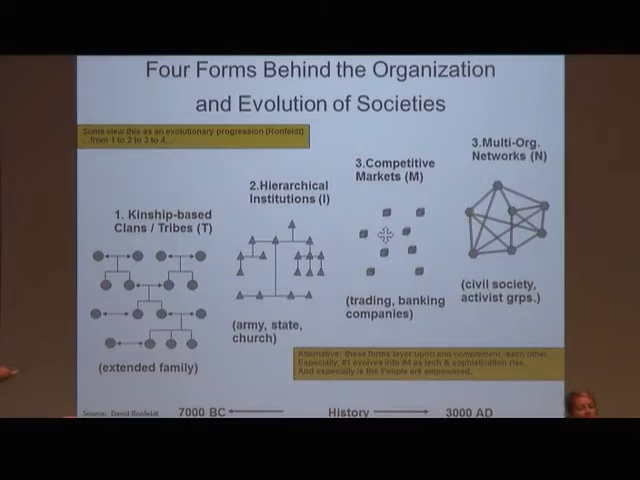 Four Forms Behind the Organization
and Evolution of Societies
Some view this as an evolutionary progression (Ronfeldt)
...from 1 to 2 to 3 to 4...
1. Kinship-based
Clans / Tribes (T)
(extended family)
2.Hierarchical
Institutions (I)
(army, state,
church)
3.Competitive
Markets (M)
(trading, banking
companies)
3.Multi-Org.
Networks (N)
(civil society,
activist grps.)
Alternative: these forms layer upon and complement each other.
Especially: #1 evolves into #4 as tech & sophistication rise.
And especially is the People are empowered.
Source: David Ronfeldt
7000 BC
History
3000 AD